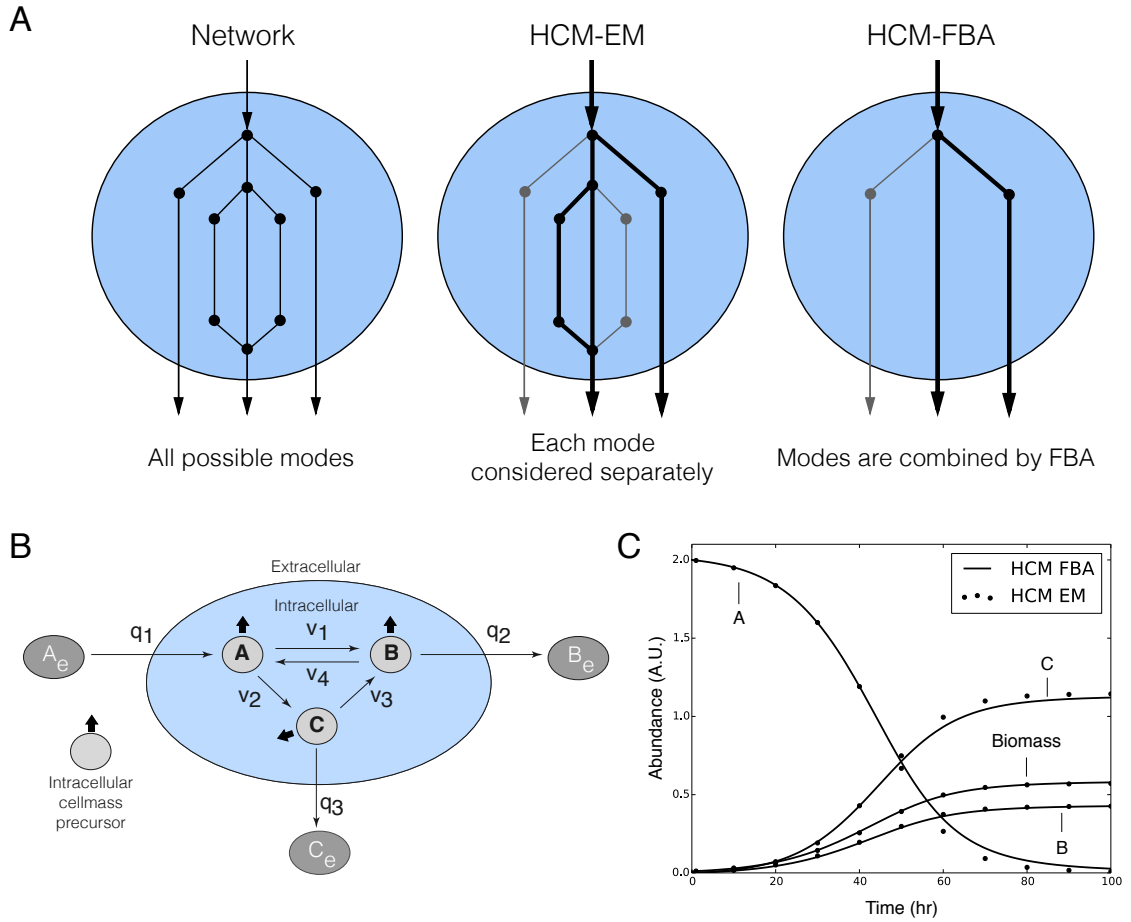 A
Network
HCM-EM
HCM-FBA
All possible modes
Each mode
considered separately
Modes are combined by FBA
B
Extracellular
Intracellular
q1
v1
q2
Ae
A
B
Be
v4
v2
v3
C
Intracellular
cellmass
precursor
q3
Ce
C
Abundance (A.U.)
2.0
1.5
1.0
0.5
0.0
HCM FBA
HCM EM
A
C
Biomass
B
0
20
40
60
80
100
Time (hr)